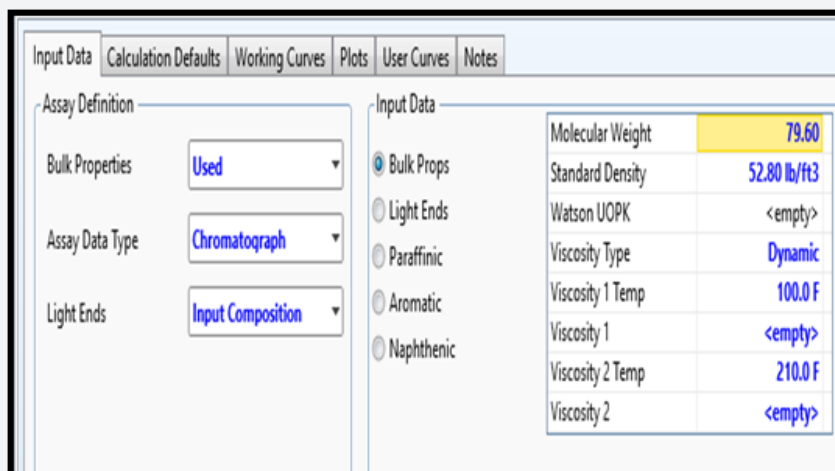 Input Data
Calculation Defaults
Working Curves
Plots
User Curves
Notes
Assay Definition
Bulk Properties
Used
Assay Data Type
Chromatograph
Light Ends
Input Composition
Input Data
Bulk Props
Light Ends
Paraffinic
Aromatic
Naphthenic
Molecular Weight 79.60
Standard Density 52.80 lb/ft3
Watson UOPK <empty>
Viscosity Type Dynamic
Viscosity 1 Temp 100.0 F
Viscosity 1 <empty>
Viscosity 2 Temp 210.0 F
Viscosity 2 <empty>